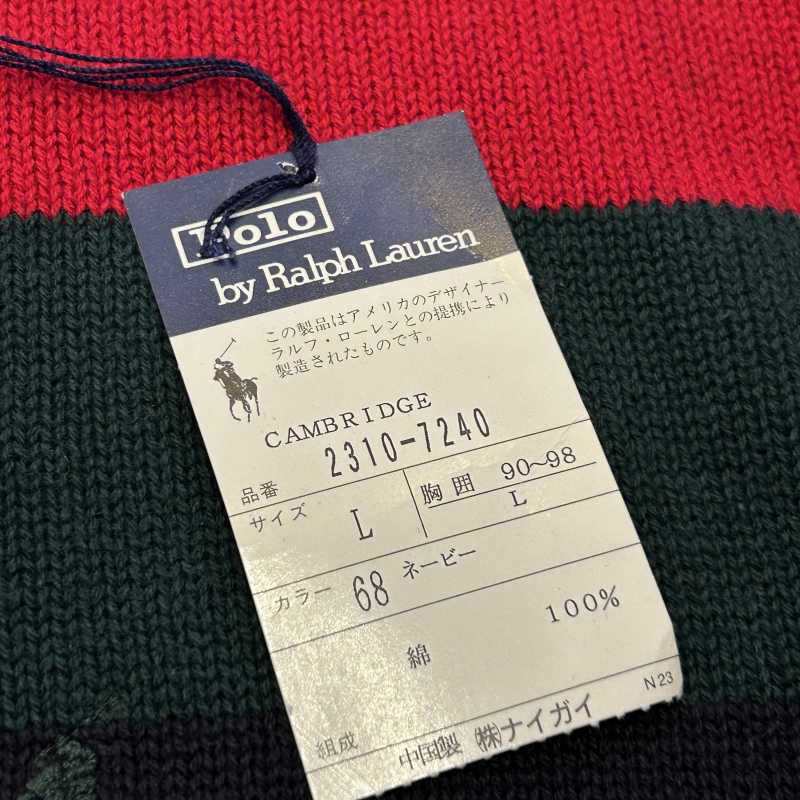 Polo
by Ralph Lauren
この製品はアメリカのデザイナー
ラルフ・ローレンとの提携により
製造されたものです。
CAMBRIDGE
品番 2310-7240
サイズ L 胸囲 90~98
L
カラー 68 ネービー
綿 100%
組成
中国製 ㈱ナイガイ N23